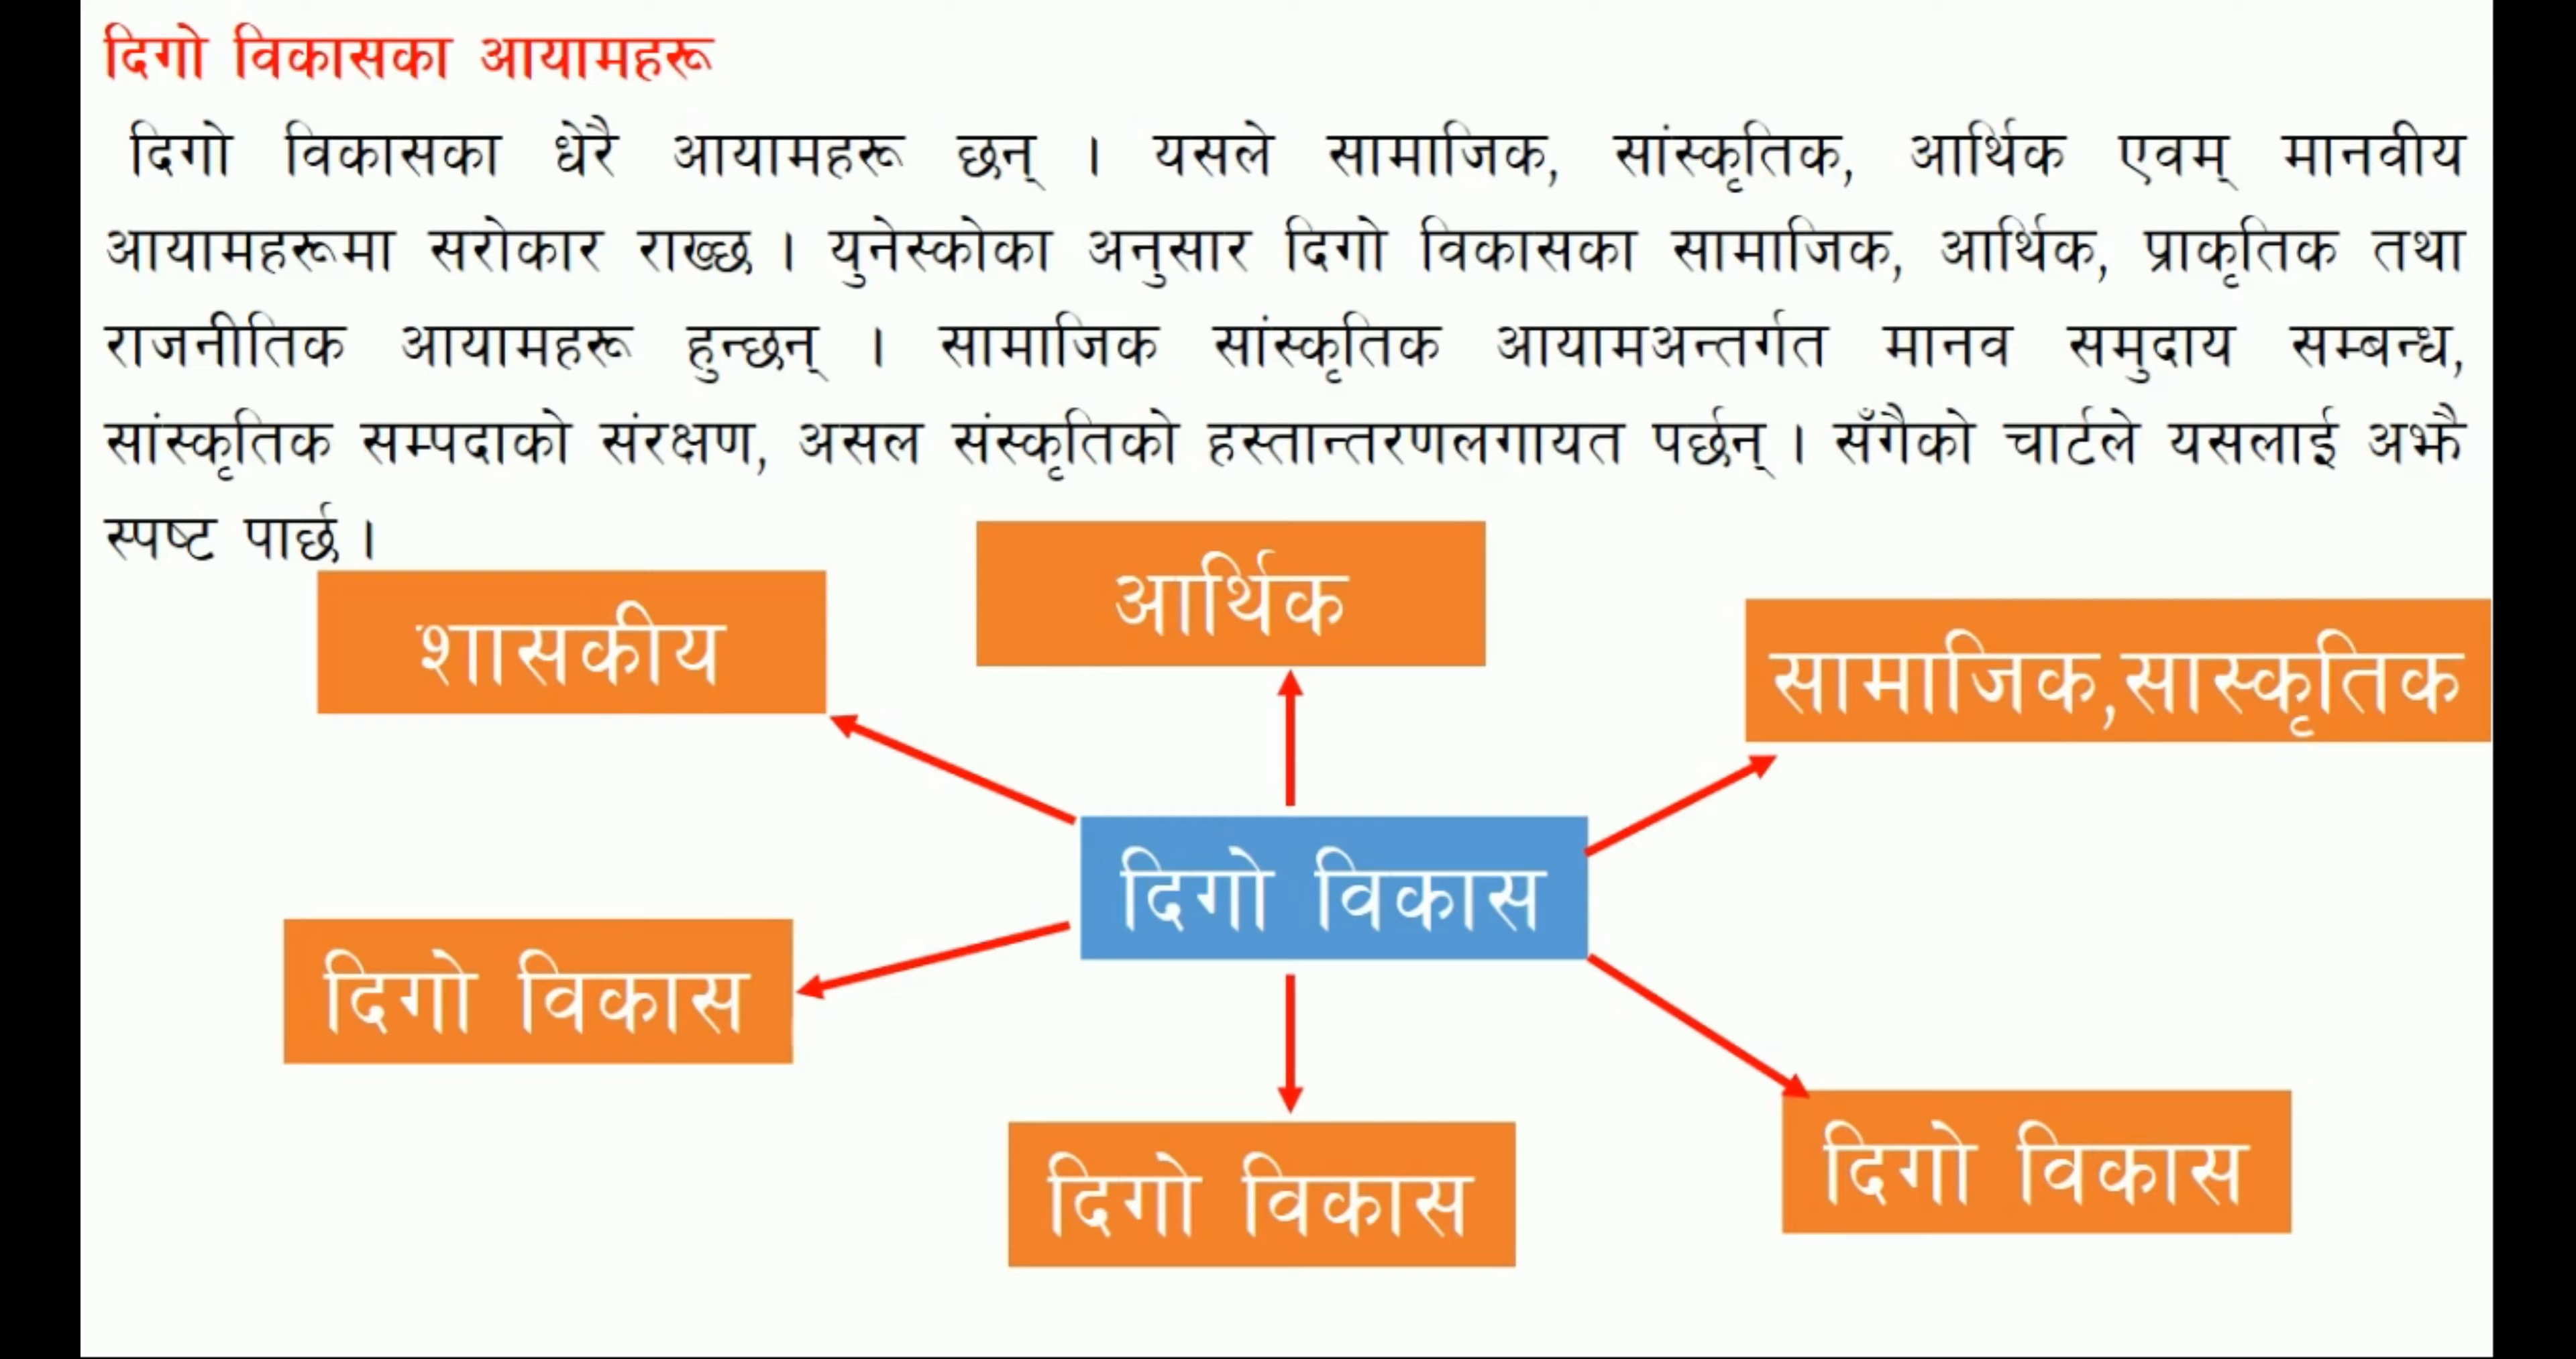 दिगो विकासका आयामहरू
दिगो विकासका धेरै आयामहरू छन् । यसले सामाजिक, सांस्कृतिक, आर्थिक एवम् मानवीय
आयामहरूमा सरोकार राख्छ । युनेस्कोका अनुसार दिगो विकासका सामाजिक, आर्थिक, प्राकृतिक तथा
राजनीतिक आयामहरू हुन्छन् । सामाजिक सांस्कृतिक आयामअन्तर्गत मानव समुदाय सम्बन्ध,
सांस्कृतिक सम्पदाको संरक्षण, असल संस्कृतिको हस्तान्तरणलगायत पर्छन् । सँगैको चार्टले यसलाई अझै
स्पष्ट पार्छ ।
आर्थिक
शासकीय
सामाजिक,सास्कृतिक
दिगो विकास
दिगो विकास
दिगो विकास
दिगो विकास